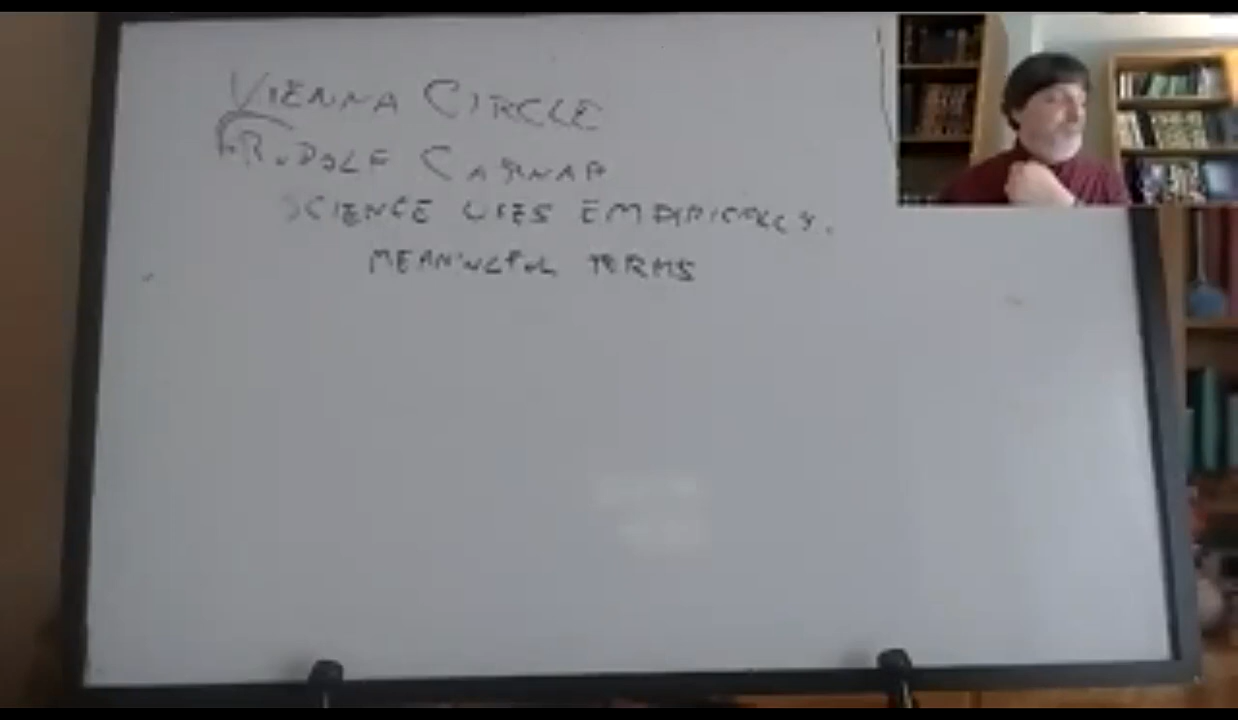 VIENNA CIRCLE
RUDOLF CARNAP
SCIENCE USES EMPIRICALLY
MEANINGFUL TERMS